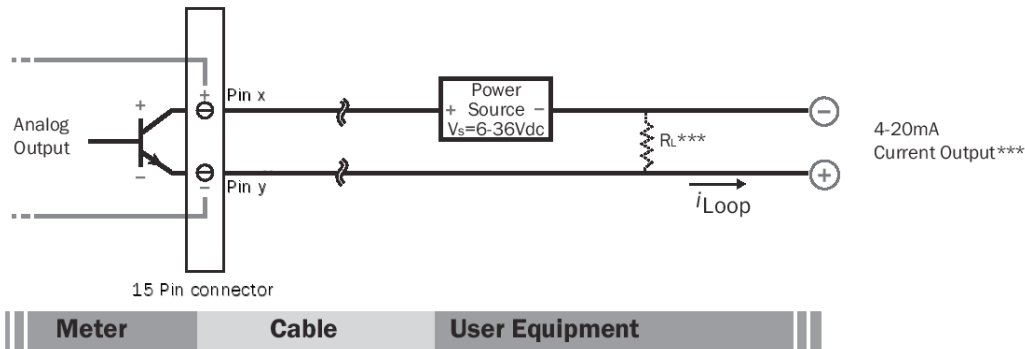 Analog
Output
+
−
+
Pin x
−
Pin y
15 Pin connector
Power
+ Source −
Vs=6-36Vdc
RL***
iLoop
−
+
4-20mA
Current Output***
Meter
Cable
User Equipment